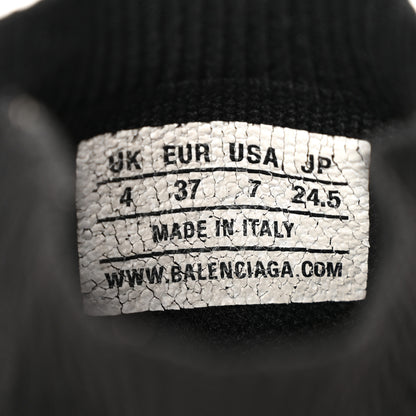 UK EUR USA JP
4 37 7 24.5
MADE IN ITALY
WWW.BALENCIAGA.COM